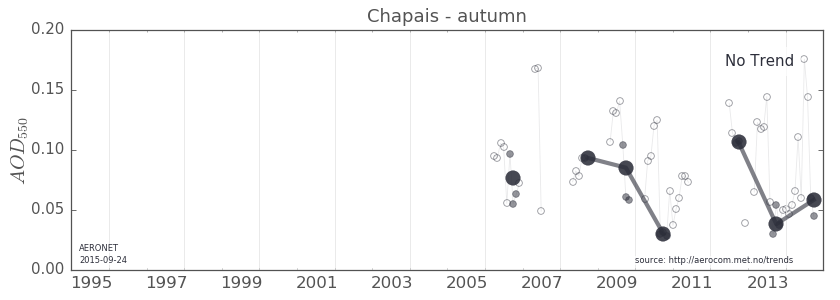 Chapais - autumn
0.20
No Trend
0.15
0.10
AOD550
0.05
AERONET
2015-09-24
source: http://aerocom.met.no/trends
0.00
1995 1997 1999 2001 2003 2005 2007 2009 2011 2013